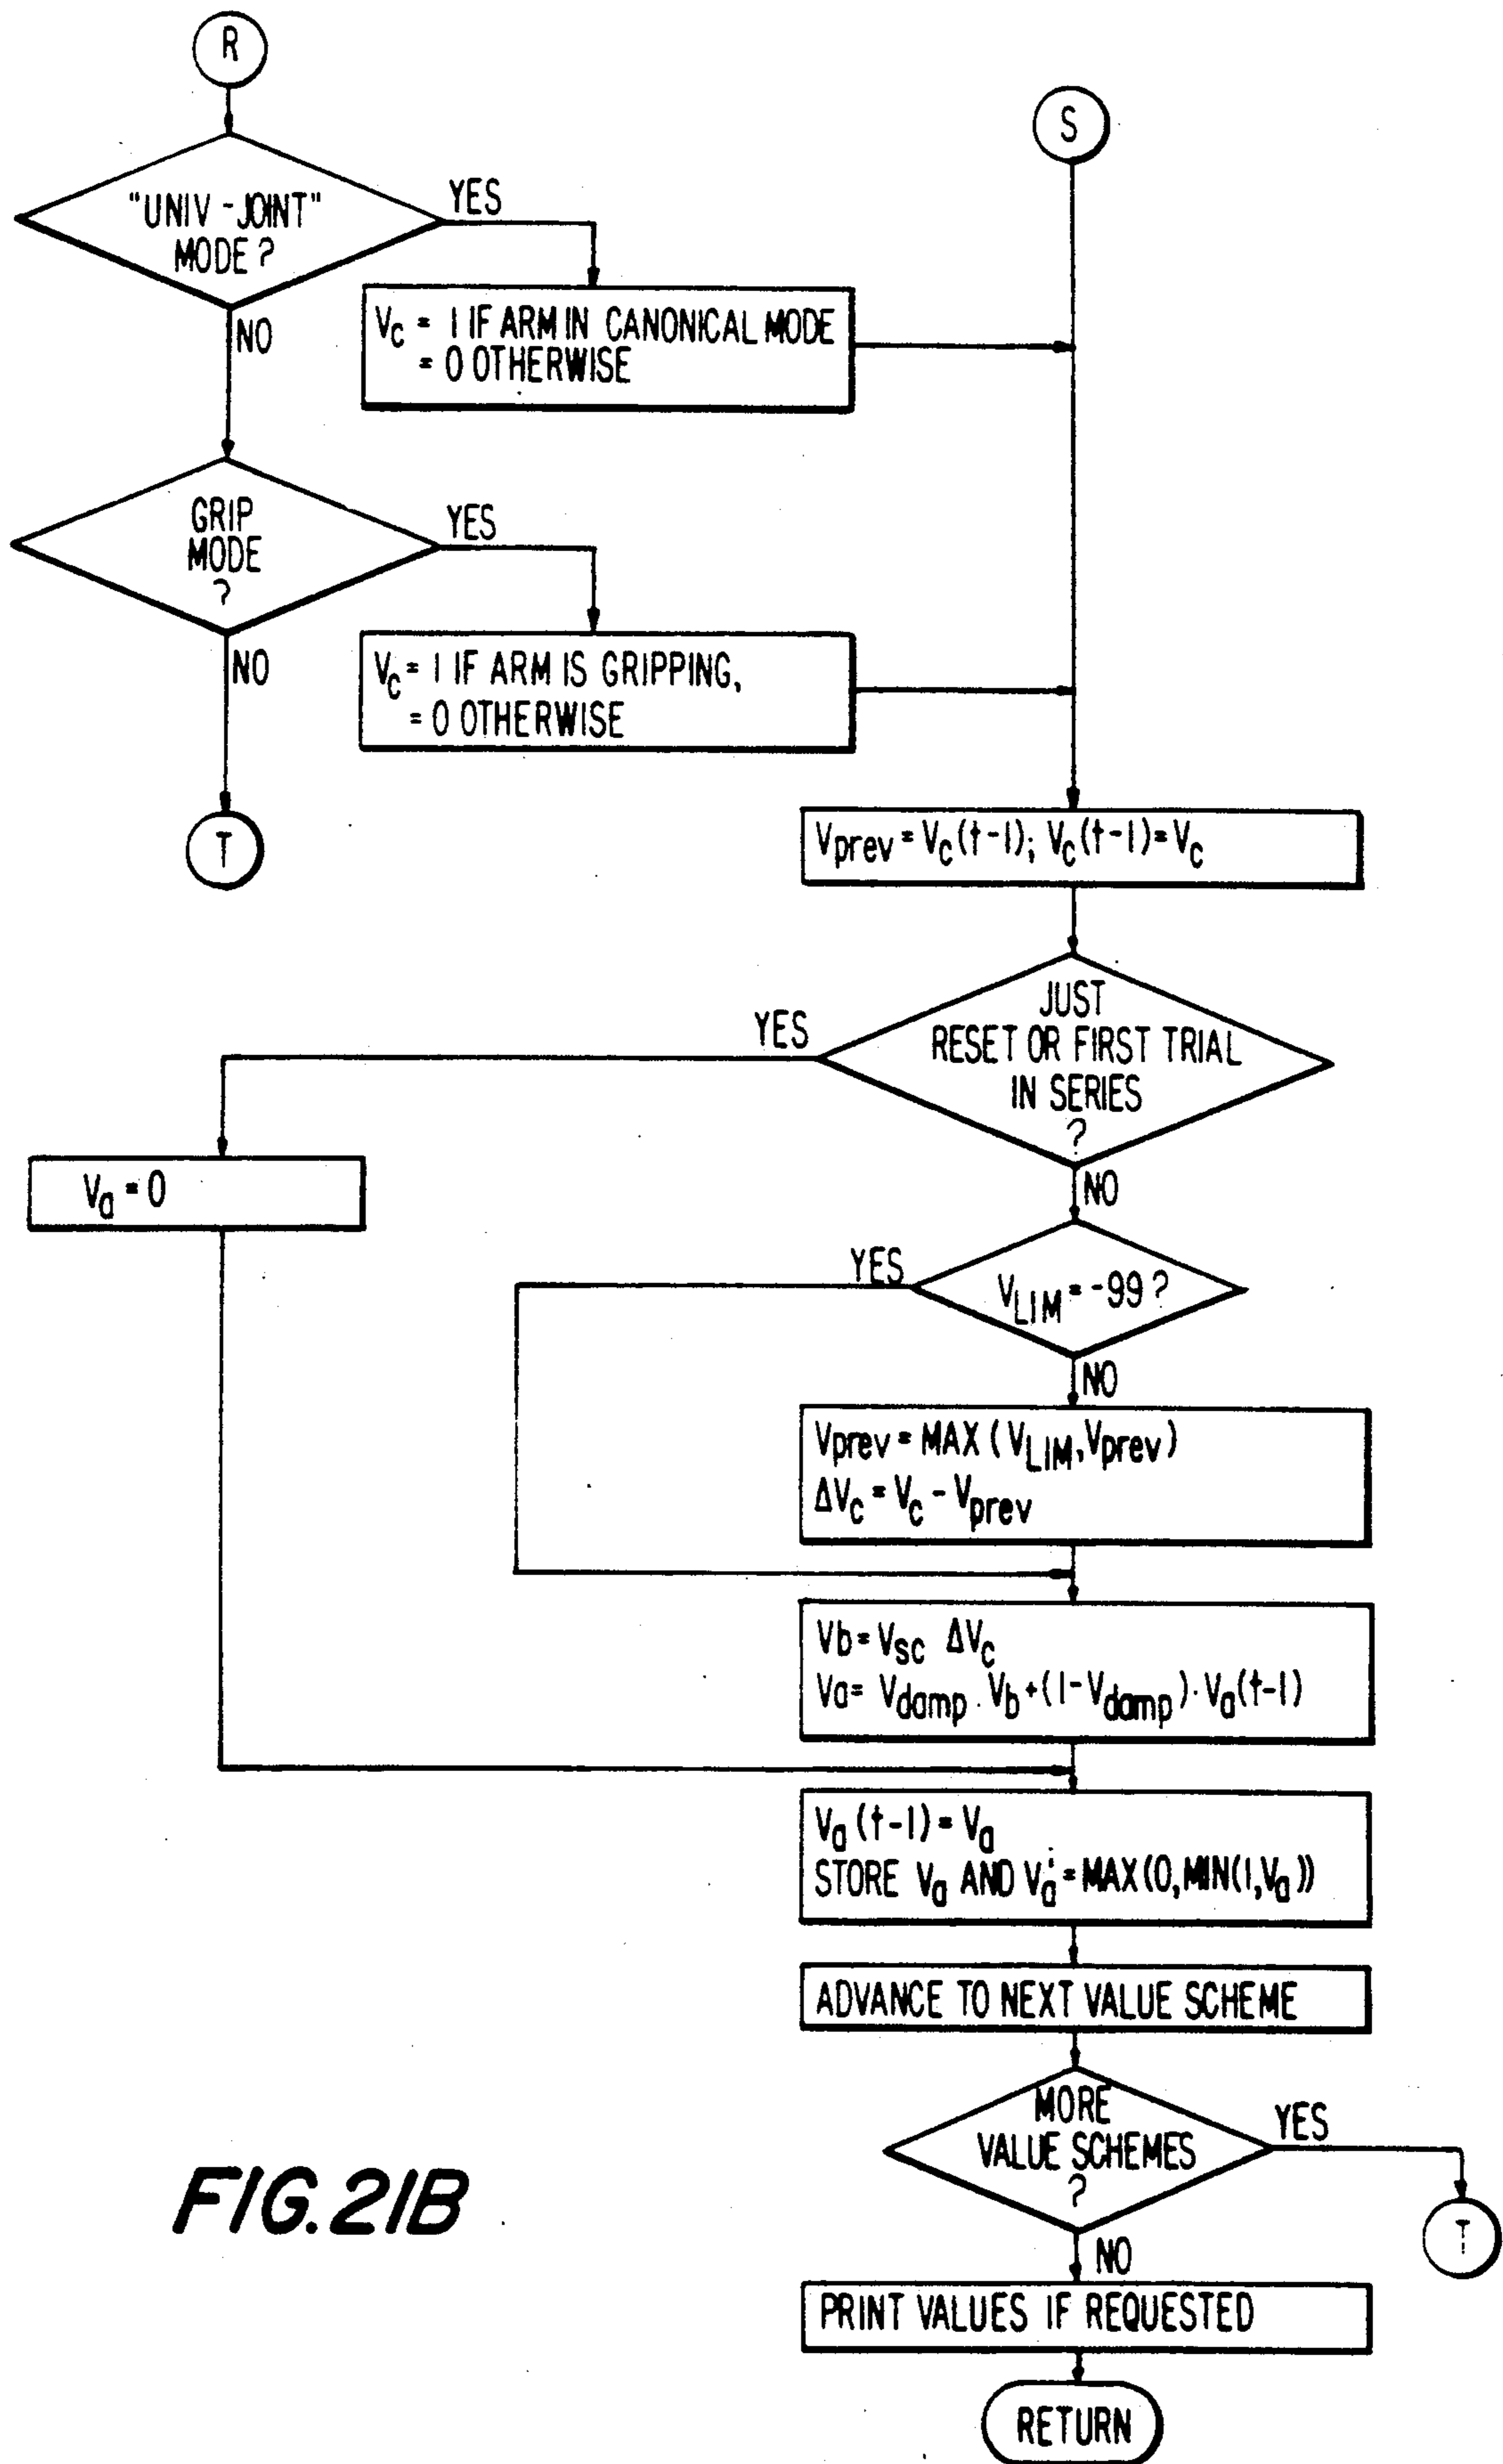 R
"UNIV-JOINT"
MODE?
YES
NO
S
Vc = 1 IF ARM IN CANONICAL MODE
= 0 OTHERWISE
GRIP
MODE
?
YES
NO
Vc = 1 IF ARM IS GRIPPING,
= 0 OTHERWISE
T
Vprev = Vc(t-1); Vc(t-1) = Vc
JUST
RESET OR FIRST TRIAL
IN SERIES
?
YES
NO
Va = 0
VLIM = -99?
YES
NO
Vprev = MAX (VLIM, Vprev)
ΔVc = Vc - Vprev
Vb = Vsc ΔVc
Va = Vdamp · Vb + (1-Vdamp) · Va(t-1)
Va (t-1) = Va
STORE Va AND Va' = MAX(0, MIN(1, Va))
ADVANCE TO NEXT VALUE SCHEME
MORE
VALUE SCHEMES
?
YES
T
NO
PRINT VALUES IF REQUESTED
RETURN
FIG. 21B